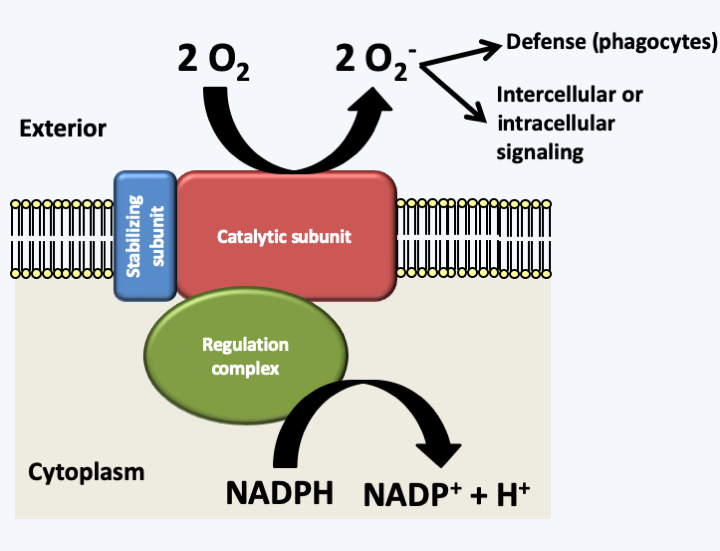 2 O₂
2 O₂⁻
Defense (phagocytes)
Intercellular or
intracellular
signaling
Exterior
Stabilizing
subunit
Catalytic subunit
Regulation
complex
Cytoplasm
NADPH
NADP⁺ + H⁺